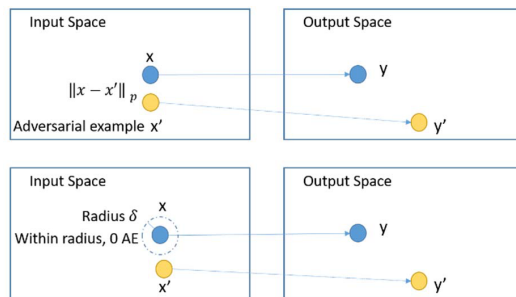 Input Space
Output Space
x
y
‖x − x′‖ p
Adversarial example x'
y'
Input Space
Output Space
x
Radius δ
Within radius, 0 AE
y
x'
y'